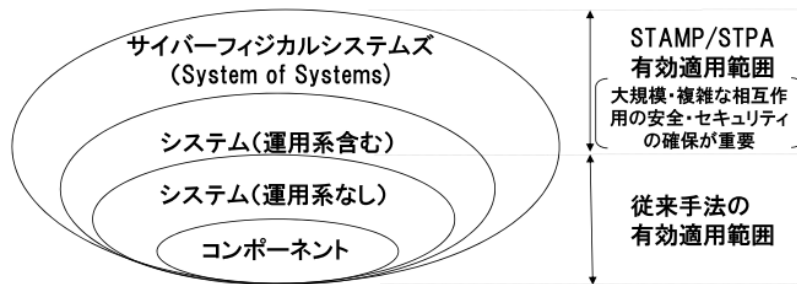 サイバーフィジカルシステムズ
(System of Systems)
システム(運用系含む)
システム(運用系なし)
コンポーネント
STAMP/STPA
有効適用範囲
大規模・複雑な相互作
用の安全・セキュリティ
の確保が重要
従来手法の
有効適用範囲